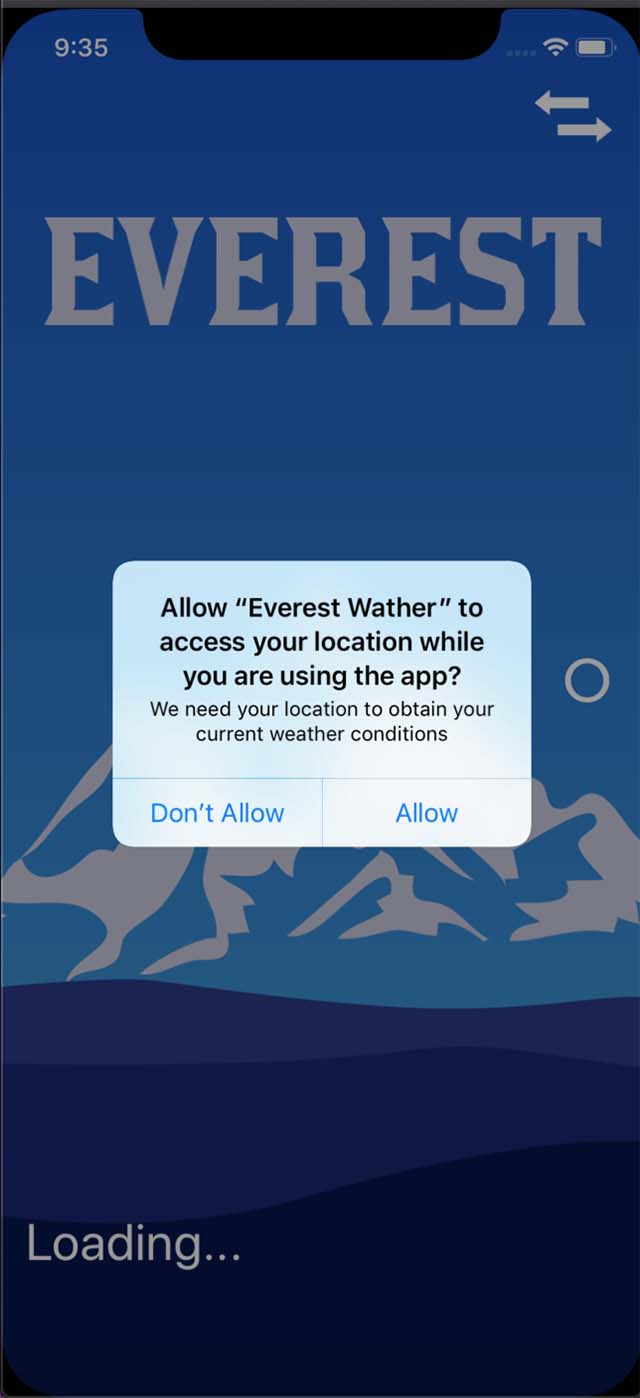 9:35
EVEREST
Allow “Everest Wather” to
access your location while
you are using the app?
We need your location to obtain your
current weather conditions
Don’t Allow
Allow
Loading...